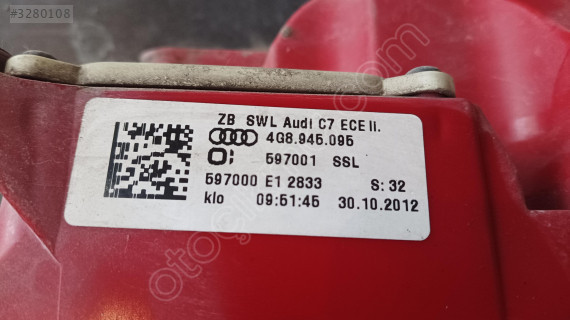 #3280108
ZB SWL Audi C7 ECE li.
4G8.945.095
597001 SSL
597000 E1 2833 S: 32
klo 09:51:45 30.10.2012